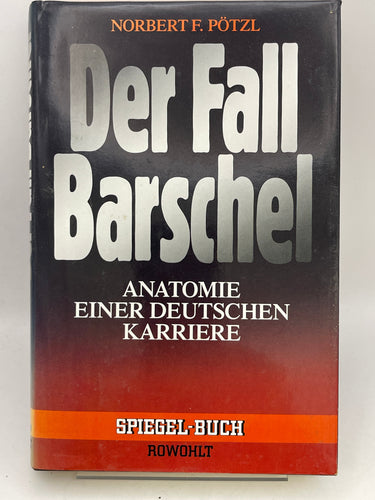 NORBERT F. PÖTZL
Der Fall
Barschel
ANATOMIE
EINER DEUTSCHEN
KARRIERE
SPIEGEL-BUCH
ROWOHLT